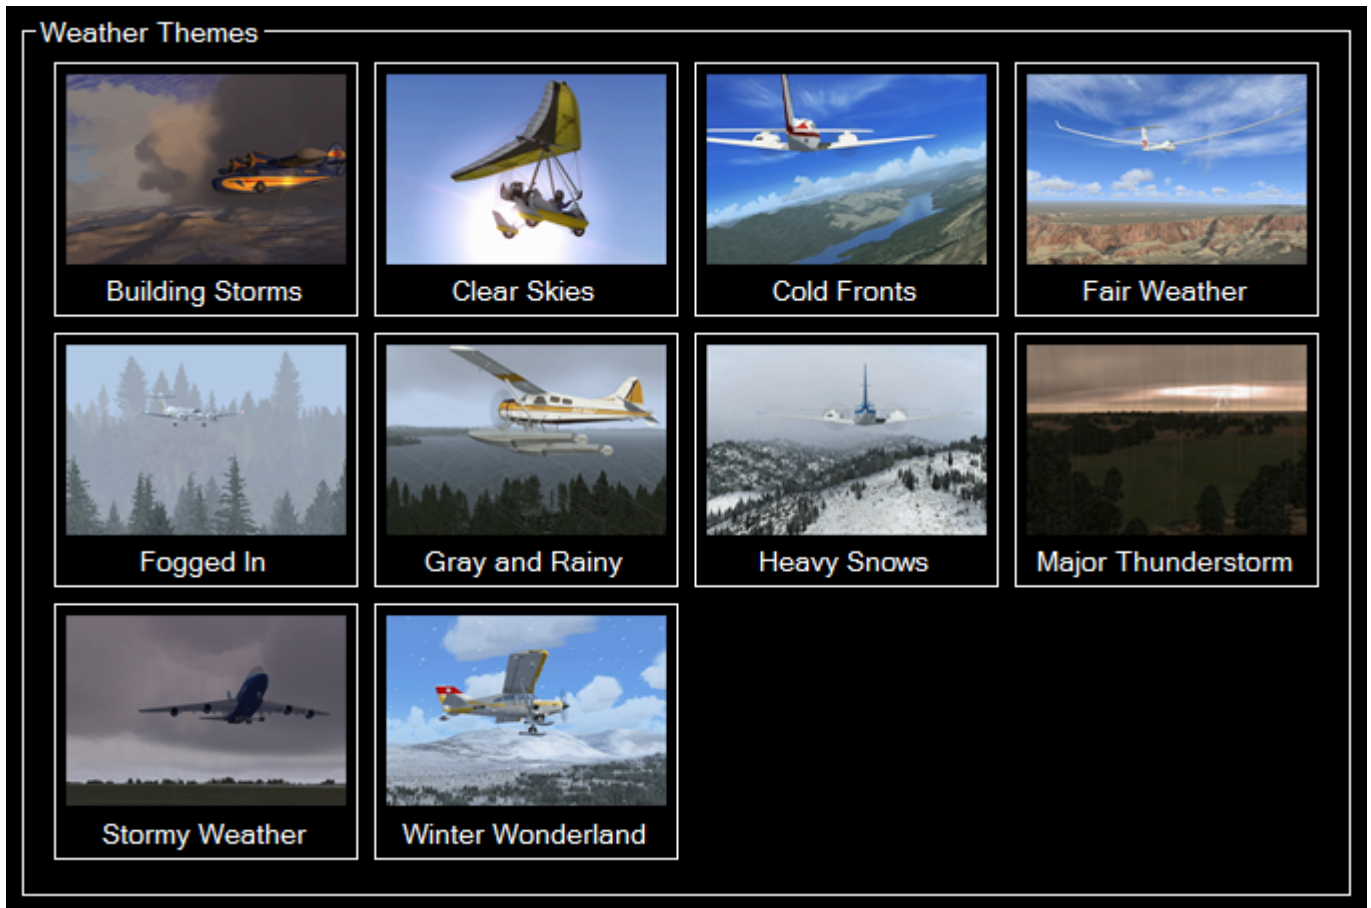 Weather Themes
Building Storms
Clear Skies
Cold Fronts
Fair Weather
Fogged In
Gray and Rainy
Heavy Snows
Major Thunderstorm
Stormy Weather
Winter Wonderland